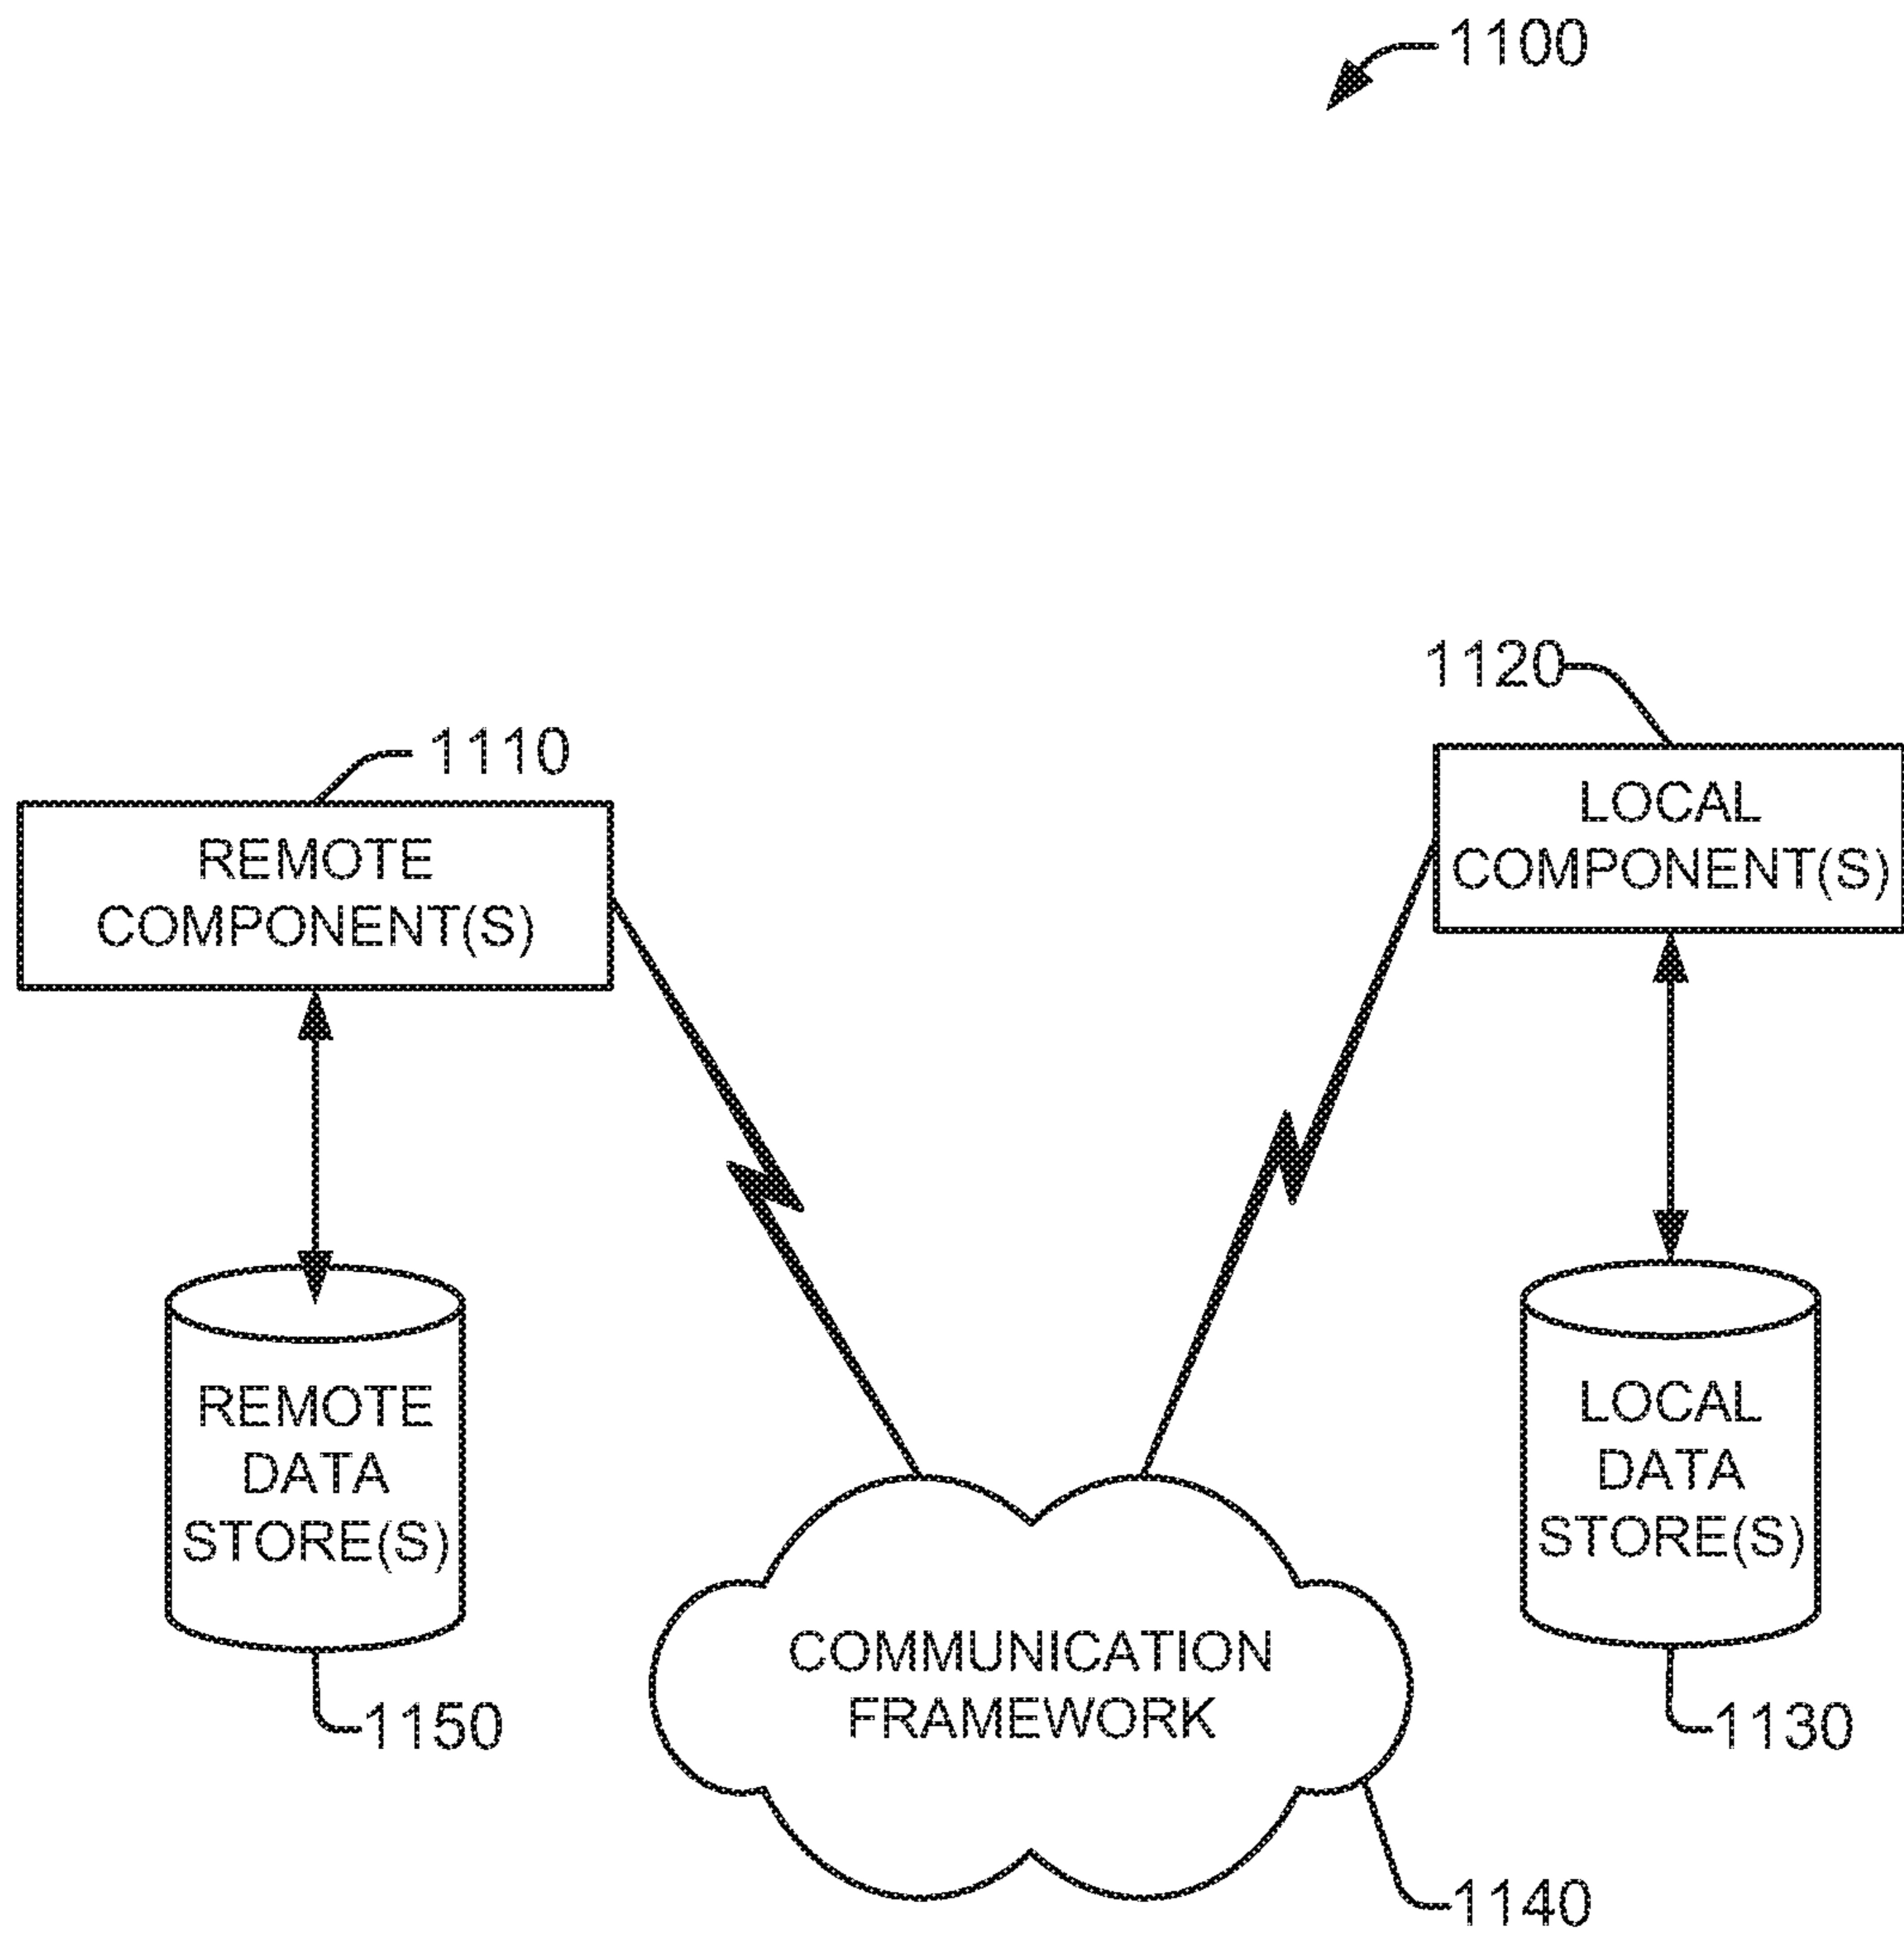 1100
1120
1110
LOCAL
COMPONENT(S)
REMOTE
COMPONENT(S)
REMOTE
DATA
STORE(S)
LOCAL
DATA
STORE(S)
COMMUNICATION
FRAMEWORK
1150
1130
1140